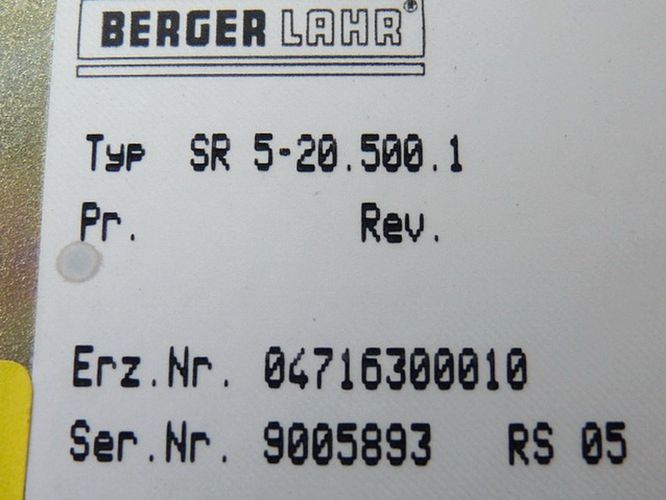 BERGER LAHR®
Typ SR 5-20.500.1
Pr. Rev.
Erz.Nr. 04716300010
Ser.Nr. 9005893 RS 05